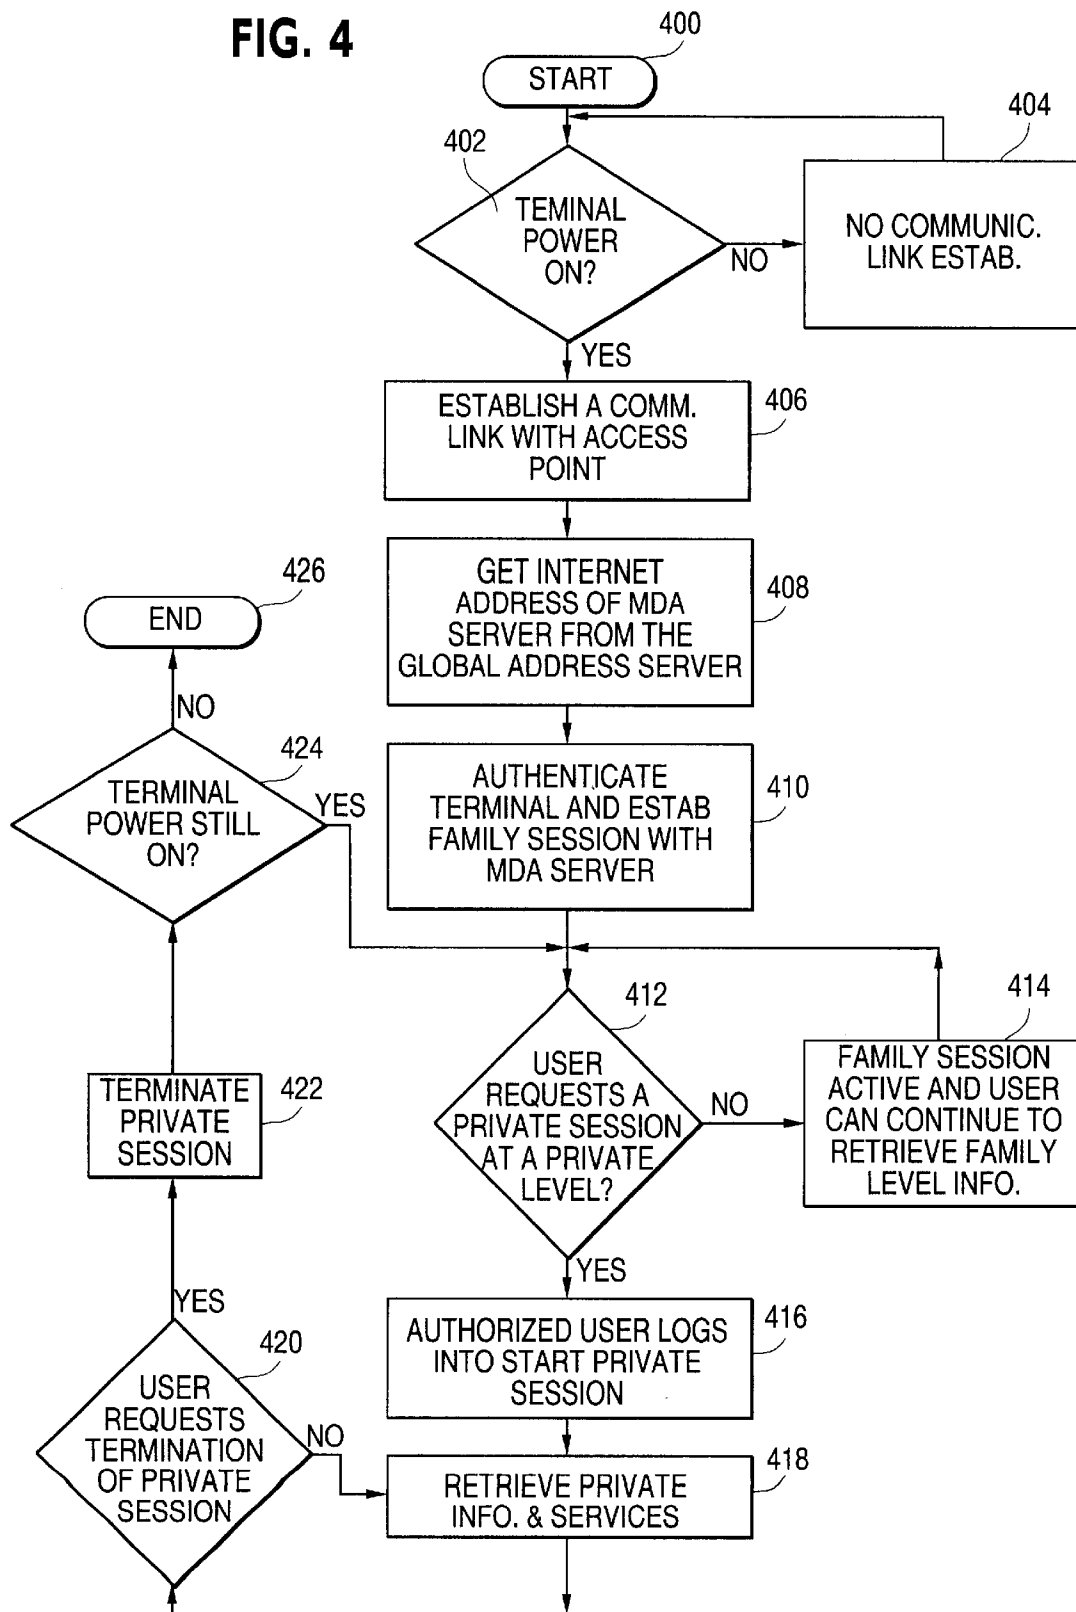 FIG. 4
400
START
402
404
TEMINAL
POWER
ON?
NO
NO COMMUNIC.
LINK ESTAB.
YES
ESTABLISH A COMM.
LINK WITH ACCESS
POINT
406
GET INTERNET
ADDRESS OF MDA
SERVER FROM THE
GLOBAL ADDRESS SERVER
408
426
END
NO
424
TERMINAL
POWER STILL
ON?
YES
AUTHENTICATE
TERMINAL AND ESTAB
FAMILY SESSION WITH
MDA SERVER
410
412
USER
REQUESTS A
PRIVATE SESSION
AT A PRIVATE
LEVEL?
NO
414
FAMILY SESSION
ACTIVE AND USER
CAN CONTINUE TO
RETRIEVE FAMILY
LEVEL INFO.
TERMINATE
PRIVATE
SESSION
422
YES
YES
AUTHORIZED USER LOGS
INTO START PRIVATE
SESSION
416
420
USER
REQUESTS
TERMINATION
OF PRIVATE
SESSION
NO
RETRIEVE PRIVATE
INFO. & SERVICES
418